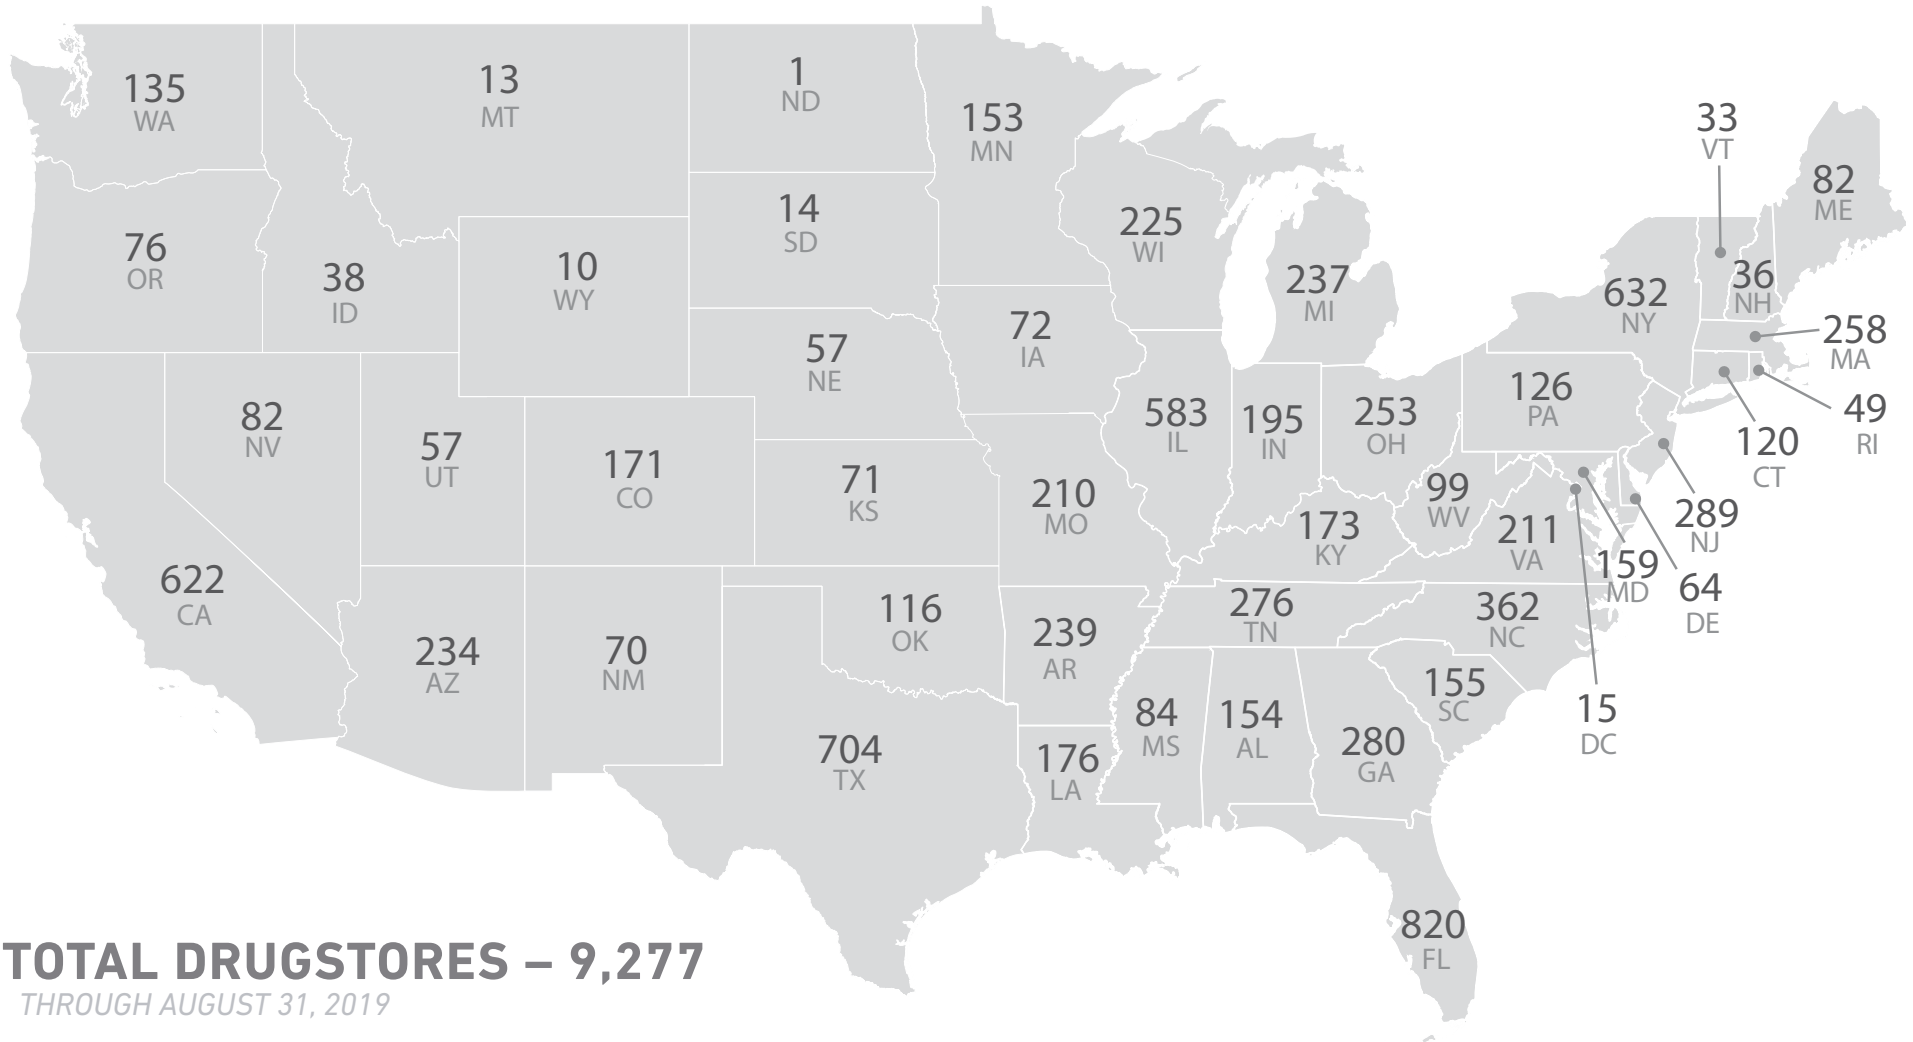 135
WA
13
MT
1
ND
153
MN
33
VT
82
ME
76
OR
38
ID
10
WY
14
SD
225
WI
237
MI
632
NY
36
NH
258
MA
49
RI
120
CT
82
NV
57
UT
171
CO
57
NE
71
KS
72
IA
583
IL
195
IN
253
OH
126
PA
289
NJ
622
CA
234
AZ
70
NM
116
OK
210
MO
173
KY
99
WV
211
VA
159
MD
64
DE
15
DC
239
AR
276
TN
362
NC
155
SC
704
TX
176
LA
84
MS
154
AL
280
GA
820
FL
TOTAL DRUGSTORES – 9,277
THROUGH AUGUST 31, 2019